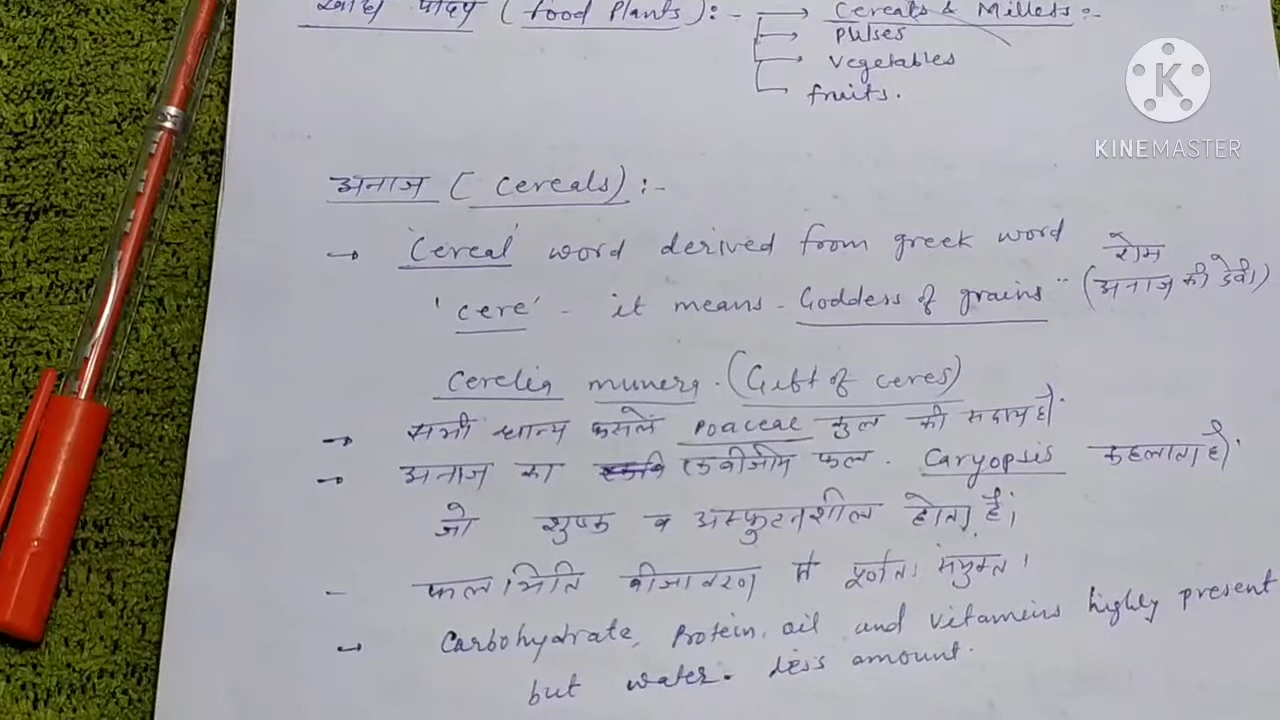 खाद्य पादप (food Plants) :- → Cereals & Millets :-
→ Pulses
→ Vegetables
fruits.
K
KINEMASTER
अनाज (Cereals) :-
→ 'Cereal' word derived from greek word
रोम
'cere' - it means - Goddess of grains" (अनाज की देवी)
Cerelia munera. (Gift of ceres)
→ सभी धान्य फसलें Poaceae कुल की सदस्य है।
→ अनाज का एकबीजीय फल. Caryopsis कहलाता है।
जो शुष्क व अस्फुटनशील होता है।
- फलभित्ति बीजावरण से पूर्णतः संयुक्त।
→ Carbohydrate, Protein, oil and vitamins highly present
but water. less amount.